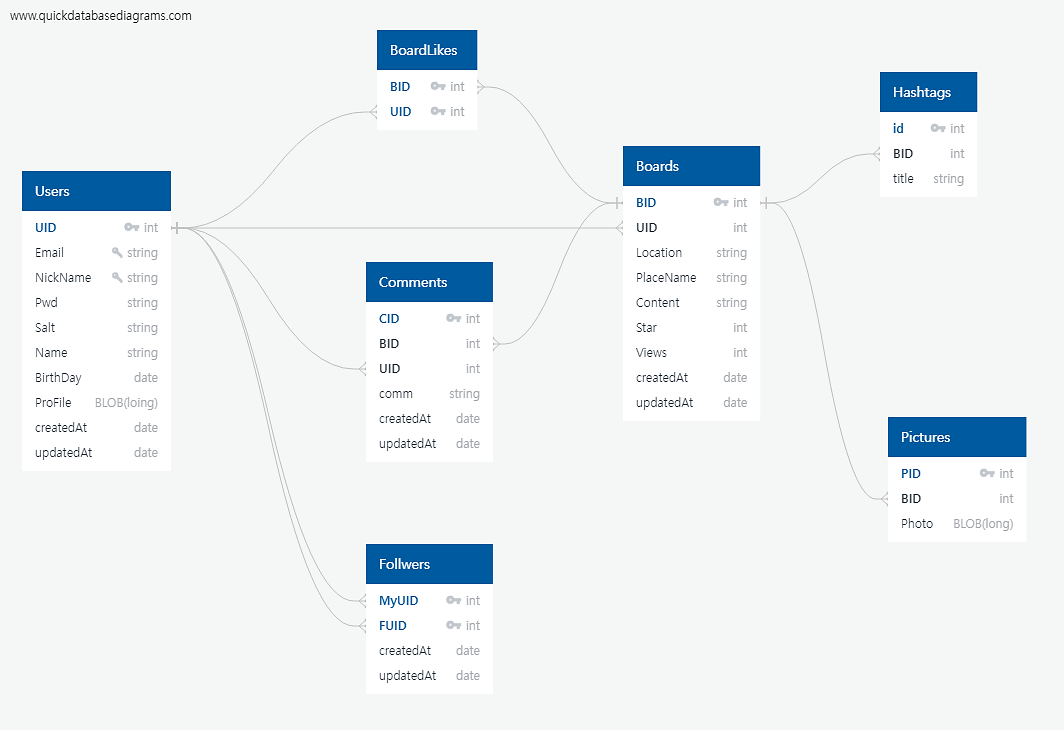 www.quickdatabasediagrams.com
BoardLikes
BID int
UID int
Hashtags
id int
BID int
title string
Boards
BID int
UID int
Location string
PlaceName string
Content string
Star int
Views int
createdAt date
updatedAt date
Users
UID int
Email string
NickName string
Pwd string
Salt string
Name string
BirthDay date
ProFile BLOB(loing)
createdAt date
updatedAt date
Comments
CID int
BID int
UID int
comm string
createdAt date
updatedAt date
Pictures
PID int
BID int
Photo BLOB(long)
Follwers
MyUID int
FUID int
createdAt date
updatedAt date